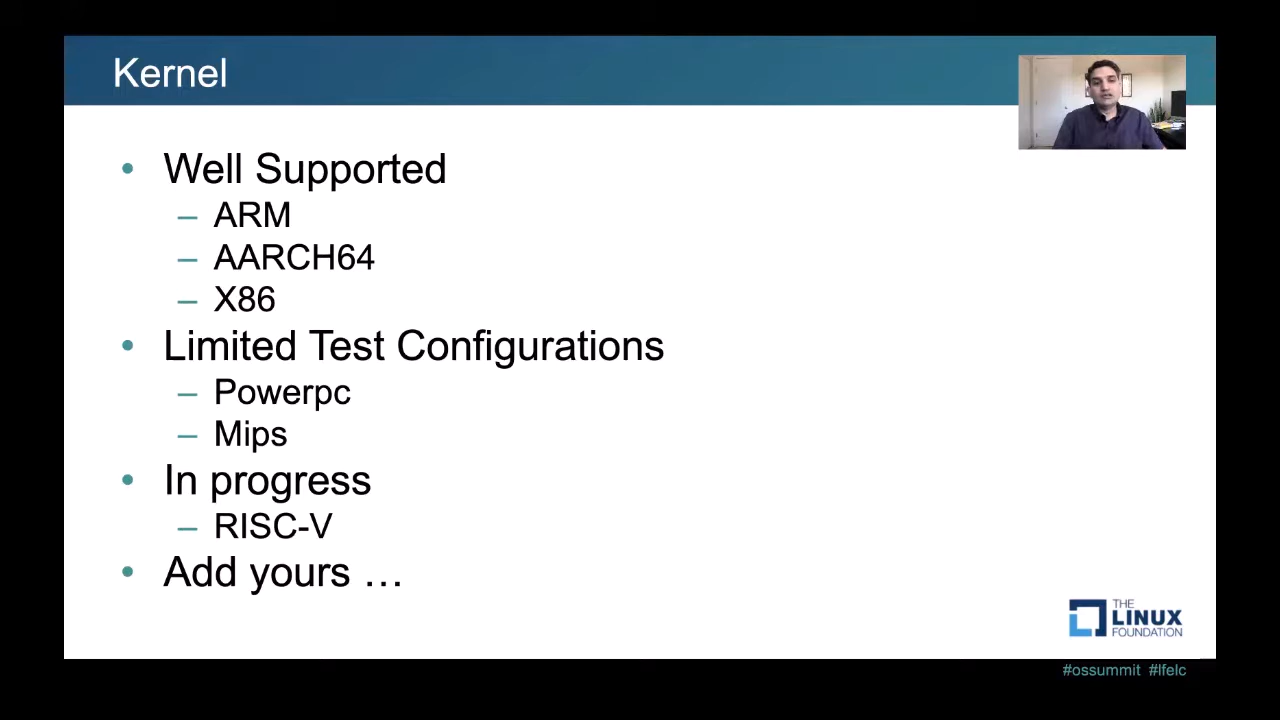 Kernel
• Well Supported
– ARM
– AARCH64
– X86
• Limited Test Configurations
– Powerpc
– Mips
• In progress
– RISC-V
• Add yours …
THE
LINUX
FOUNDATION
#ossummit #lfelc